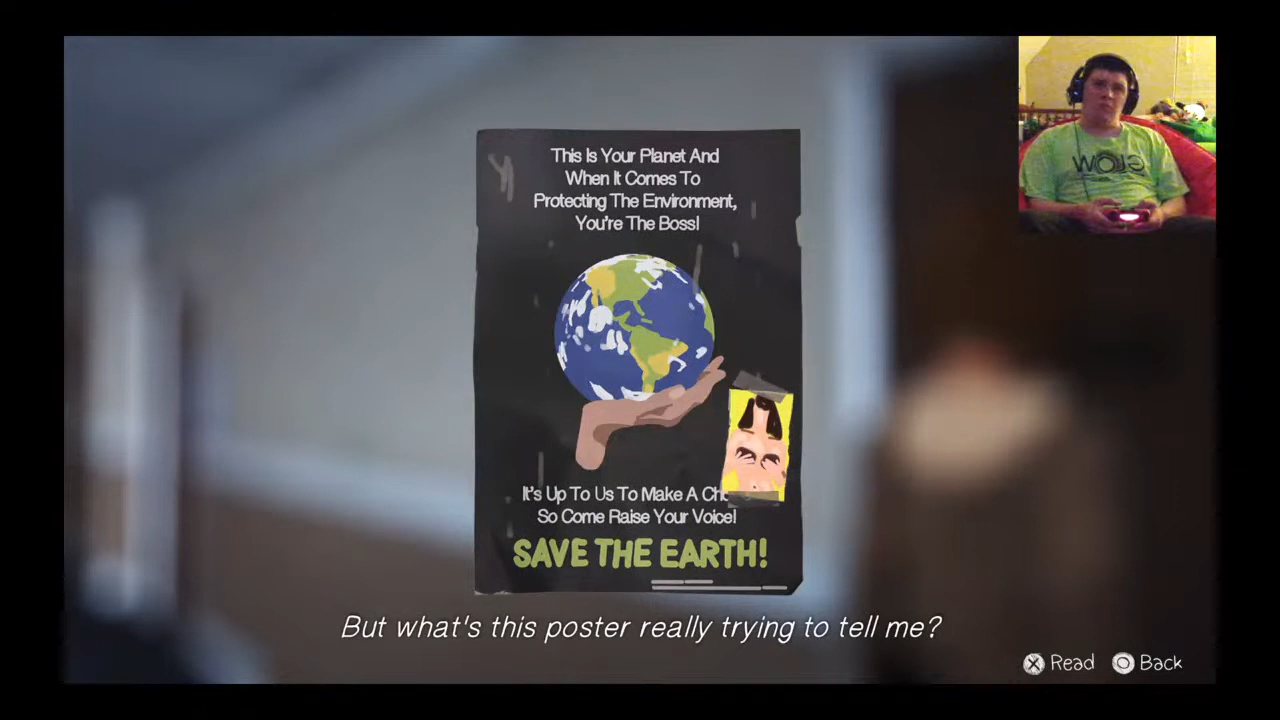 This Is Your Planet And
When It Comes To
Protecting The Environment,
You're The Boss!
It's Up To Us To Make A
So Come Raise Your Voice!
SAVE THE EARTH!
But what's this poster really trying to tell me?
Read
Back